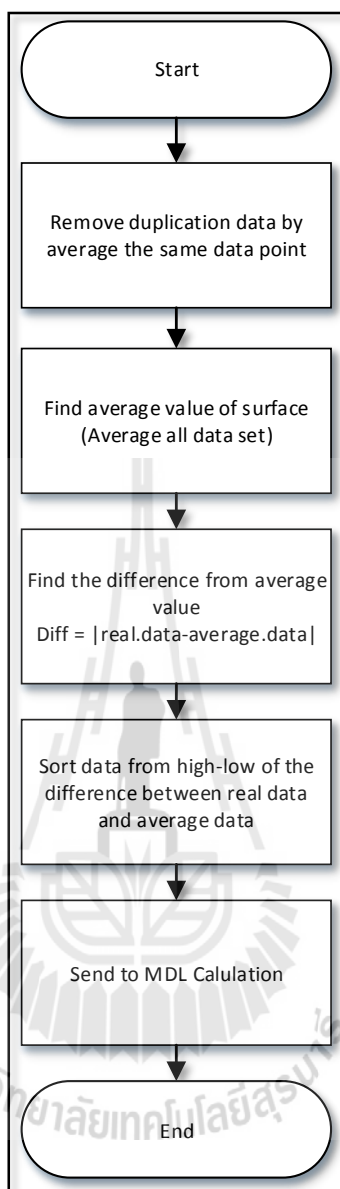 Start
Remove duplication data by
average the same data point
Find average value of surface
(Average all data set)
Find the difference from average
value
Diff = |real.data-average.data|
Sort data from high-low of the
difference between real data
and average data
Send to MDL Calulation
End